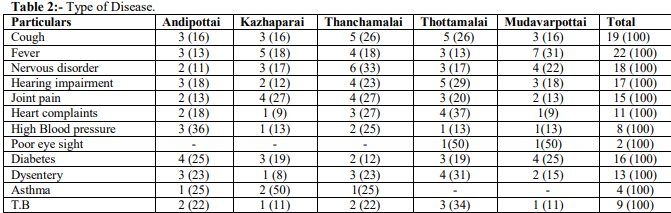 Table 2:- Type of Disease.
Particulars Andipottai Kazhaparai Thanchamalai Thottamalai Mudavarpottai Total
Cough 3 (16) 3 (16) 5 (26) 5 (26) 3 (16) 19 (100)
Fever 3 (13) 5 (18) 4 (18) 3 (13) 7 (31) 22 (100)
Nervous disorder 2 (11) 3 (17) 6 (33) 3 (17) 4 (22) 18 (100)
Hearing impairment 3 (18) 2 (12) 4 (23) 5 (29) 3 (18) 17 (100)
Joint pain 2 (13) 4 (27) 4 (27) 3 (20) 2 (13) 15 (100)
Heart complaints 2 (18) 1 (9) 3 (27) 4 (37) 1(9) 11 (100)
High Blood pressure 3 (36) 1 (13) 2 (25) 1 (13) 1(13) 8 (100)
Poor eye sight - - - 1(50) 1(50) 2 (100)
Diabetes 4 (25) 3 (19) 2 (12) 3 (19) 4 (25) 16 (100)
Dysentery 3 (23) 1 (8) 3 (23) 4 (31) 2 (15) 13 (100)
Asthma 1 (25) 2 (50) 1(25) - - 4 (100)
T.B 2 (22) 1 (11) 2 (22) 3 (34) 1 (11) 9 (100)